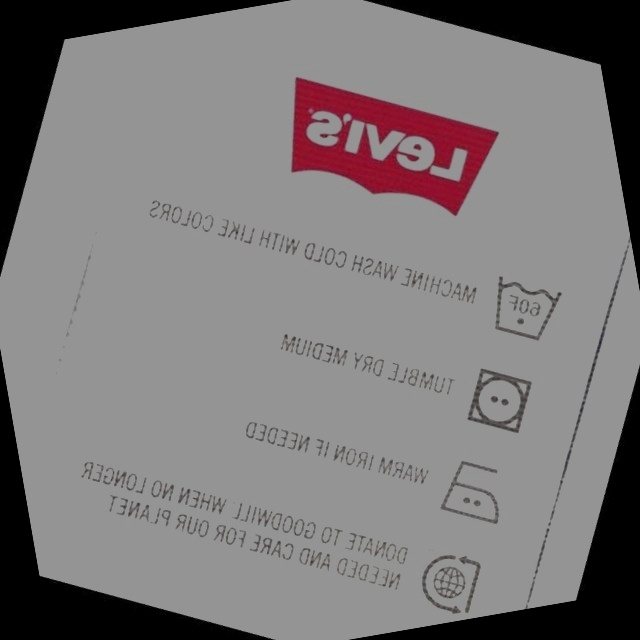 LEVI'S
MACHINE WASH COLD WITH LIKE COLORS
60F
TUMBLE DRY MEDIUM
WARM IRON IF NEEDED
DONATE TO GOODWILL WHEN NO LONGER
NEEDED AND CARE FOR OUR PLANET